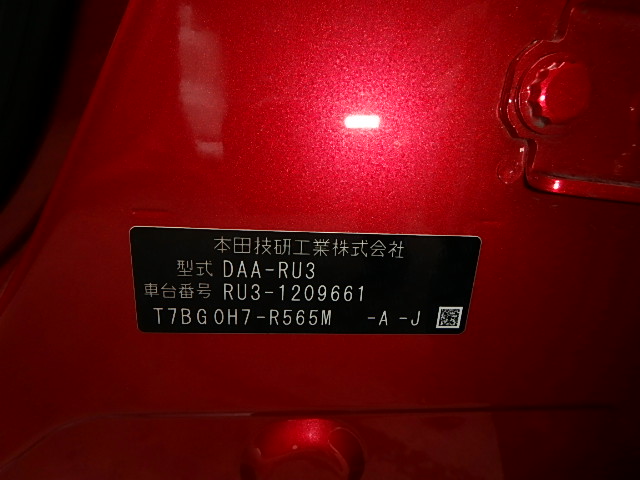 本田技研工業株式会社
型式 DAA-RU3
車台番号 RU3-1209661
T7BG0H7-R565M -A -J